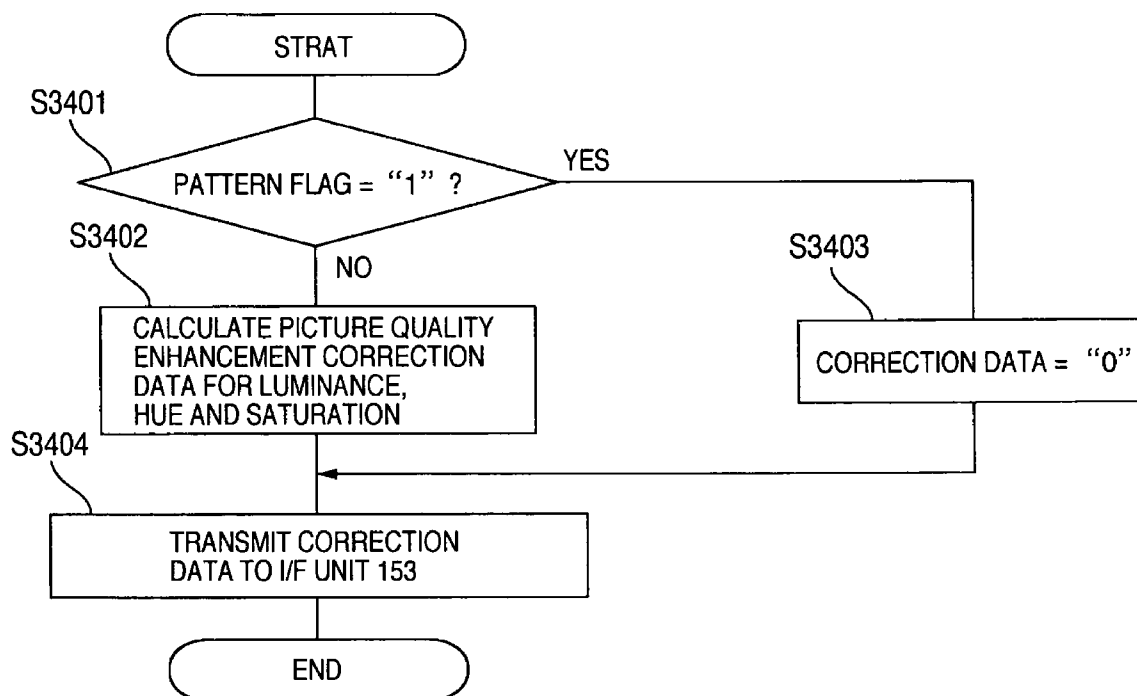 STRAT
S3401
PATTERN FLAG = “1” ?
YES
S3402
NO
S3403
CALCULATE PICTURE QUALITY
ENHANCEMENT CORRECTION
DATA FOR LUMINANCE,
HUE AND SATURATION
CORRECTION DATA = “0”
S3404
TRANSMIT CORRECTION
DATA TO I/F UNIT 153
END